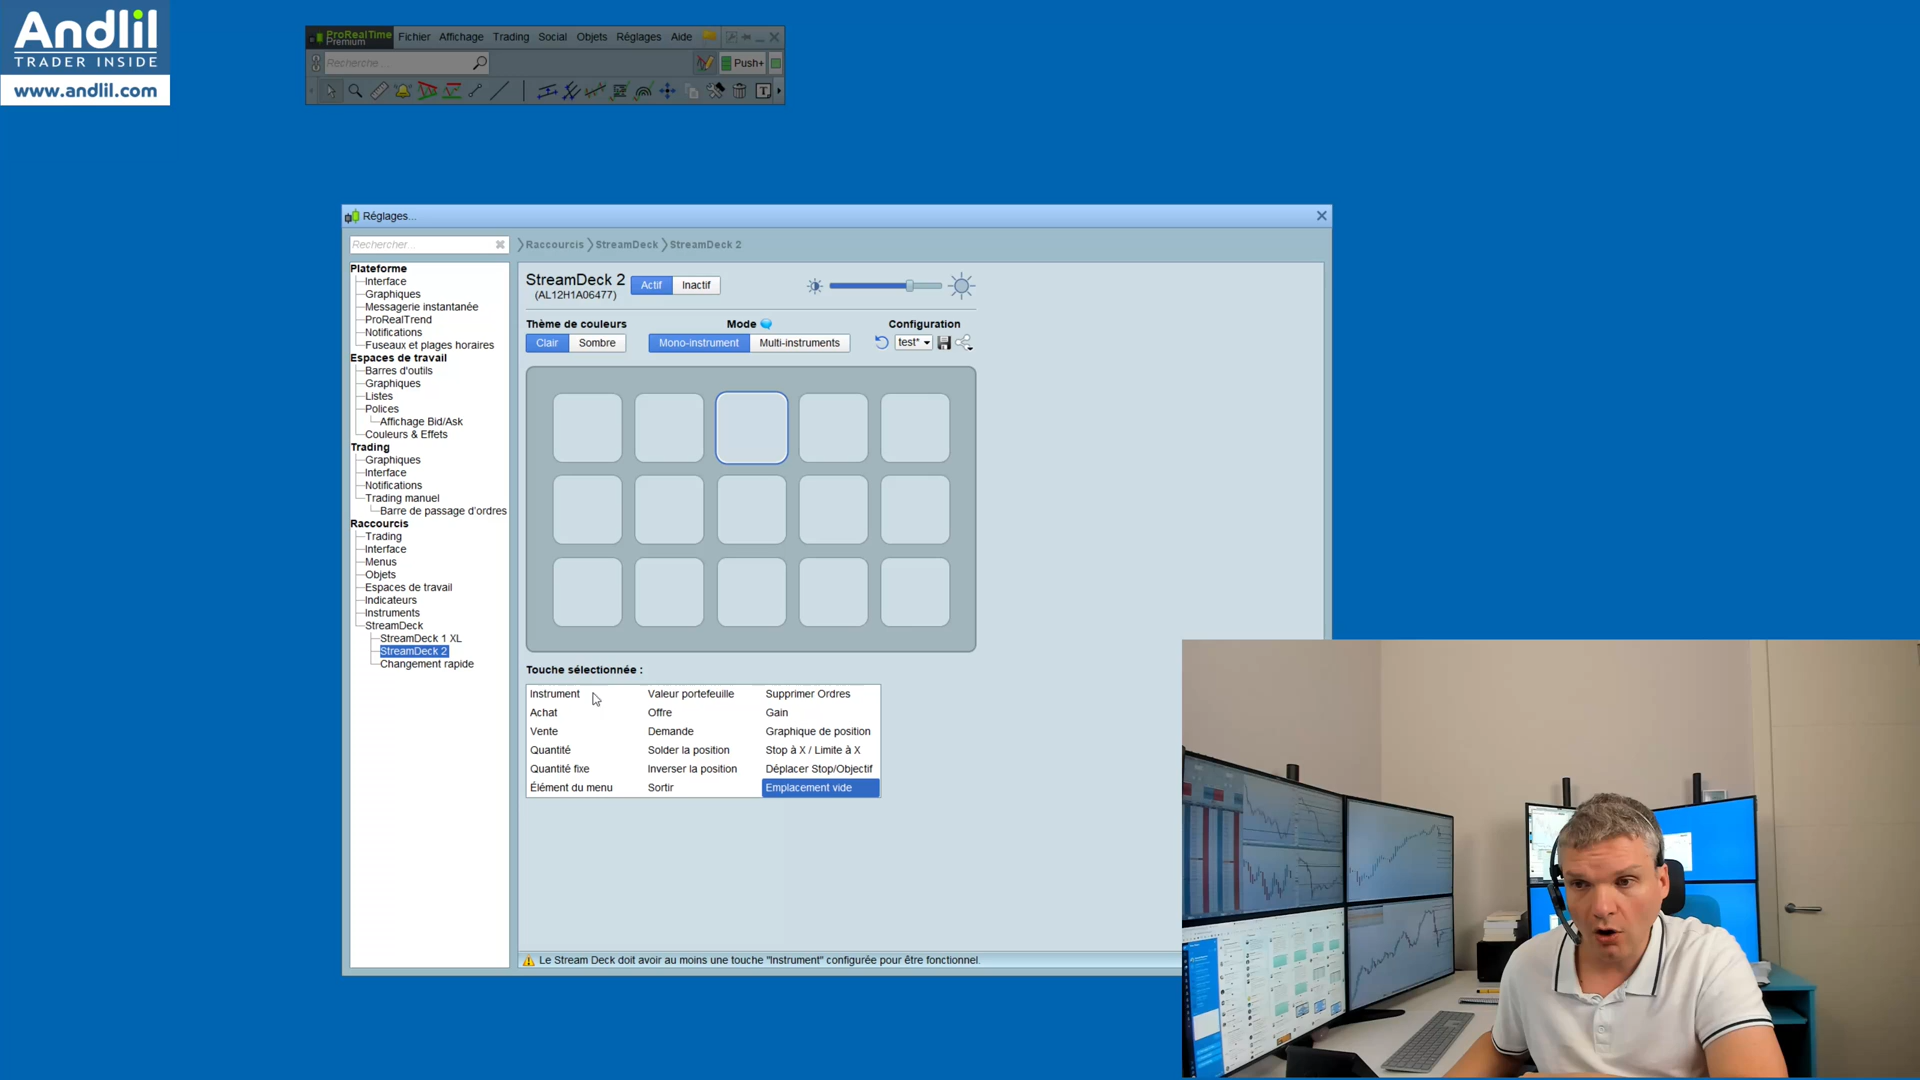 Andlil
TRADER INSIDE
www.andlil.com
ProRealTime
Premium
Fichier Affichage Trading Social Objets Réglages Aide
Recherche...
Push+
Réglages...
Rechercher...
Raccourcis StreamDeck StreamDeck 2
Plateforme
Interface
Graphiques
Messagerie instantanée
ProRealTrend
Notifications
Fuseaux et plages horaires
Espaces de travail
Barres d'outils
Graphiques
Listes
Polices
Affichage Bid/Ask
Couleurs & Effets
Trading
Graphiques
Interface
Notifications
Trading manuel
Barre de passage d'ordres
Raccourcis
Trading
Interface
Menus
Objets
Espaces de travail
Indicateurs
Instruments
StreamDeck
StreamDeck 1 XL
StreamDeck 2
Changement rapide
StreamDeck 2
(AL12H1A06477)
Actif Inactif
Thème de couleurs Mode Configuration
Clair Sombre Mono-instrument Multi-instruments test*
Touche sélectionnée :
Instrument Valeur portefeuille Supprimer Ordres
Achat Offre Gain
Vente Demande Graphique de position
Quantité Solder la position Stop à X / Limite à X
Quantité fixe Inverser la position Déplacer Stop/Objectif
Élément du menu Sortir Emplacement vide
Le Stream Deck doit avoir au moins une touche "Instrument" configurée pour être fonctionnel.